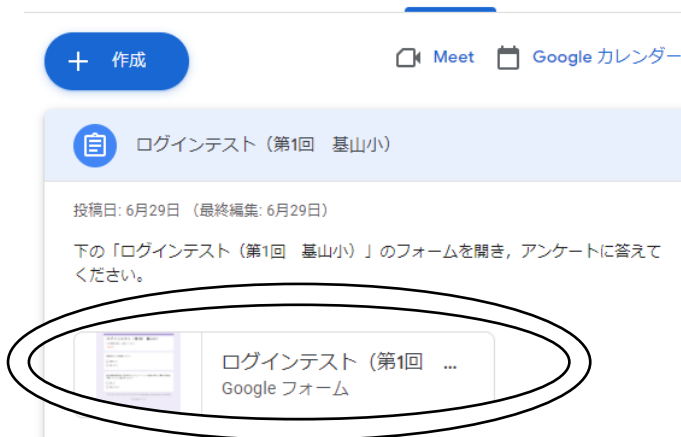 ＋ 作成
Meet
Google カレンダー
ログインテスト（第1回　基山小）
投稿日: 6月29日 （最終編集: 6月29日）
下の「ログインテスト（第1回　基山小）」のフォームを開き，アンケートに答えて
ください。
ログインテスト（第1回　...
Google フォーム